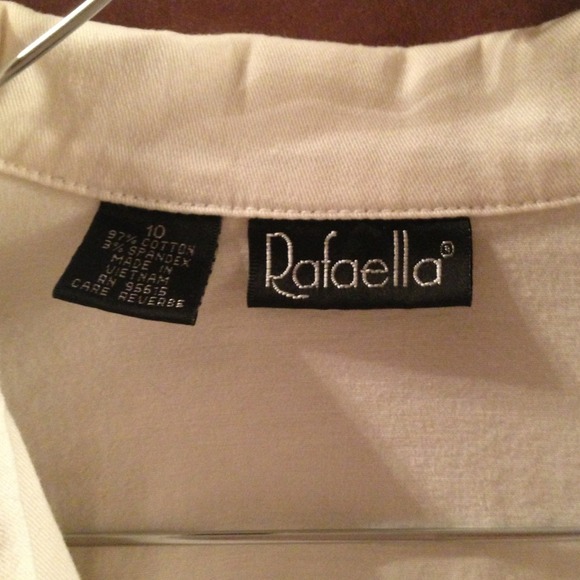 10
97% COTTON
3% SPANDEX
MADE IN
VIETNAM
RN 95615
CARE REVERSE
Rafaella®